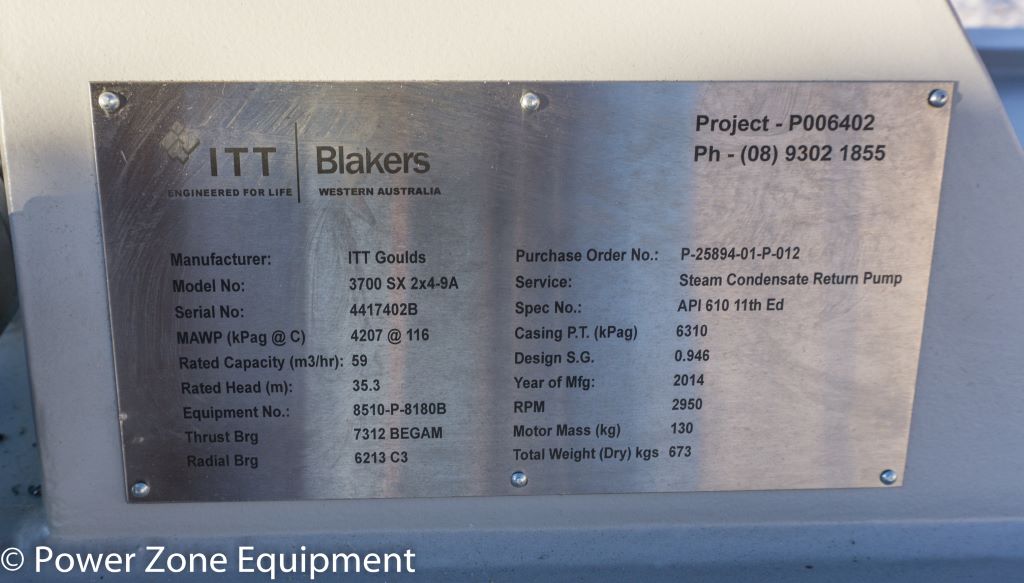 ITT
ENGINEERED FOR LIFE
Blakers
WESTERN AUSTRALIA
Project - P006402
Ph - (08) 9302 1855
Manufacturer: ITT Goulds
Model No: 3700 SX 2x4-9A
Serial No: 4417402B
MAWP (kPag @ C) 4207 @ 116
Rated Capacity (m3/hr): 59
Rated Head (m): 35.3
Equipment No.: 8510-P-8180B
Thrust Brg 7312 BEGAM
Radial Brg 6213 C3
Purchase Order No.: P-25894-01-P-012
Service: Steam Condensate Return Pump
Spec No.: API 610 11th Ed
Casing P.T. (kPag) 6310
Design S.G. 0.946
Year of Mfg: 2014
RPM 2950
Motor Mass (kg) 130
Total Weight (Dry) kgs 673
© Power Zone Equipment